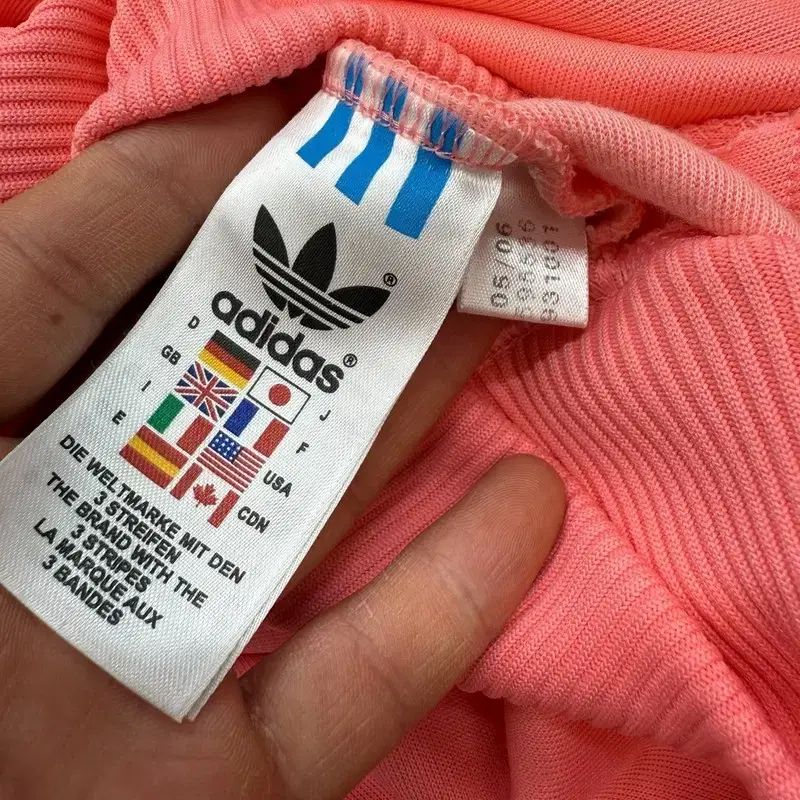 adidas
D
GB
J
I
F
E
USA
CDN
DIE WELTMARKE MIT DEN
3 STREIFEN
THE BRAND WITH THE
3 STRIPES
LA MARQUE AUX
3 BANDES
05/06